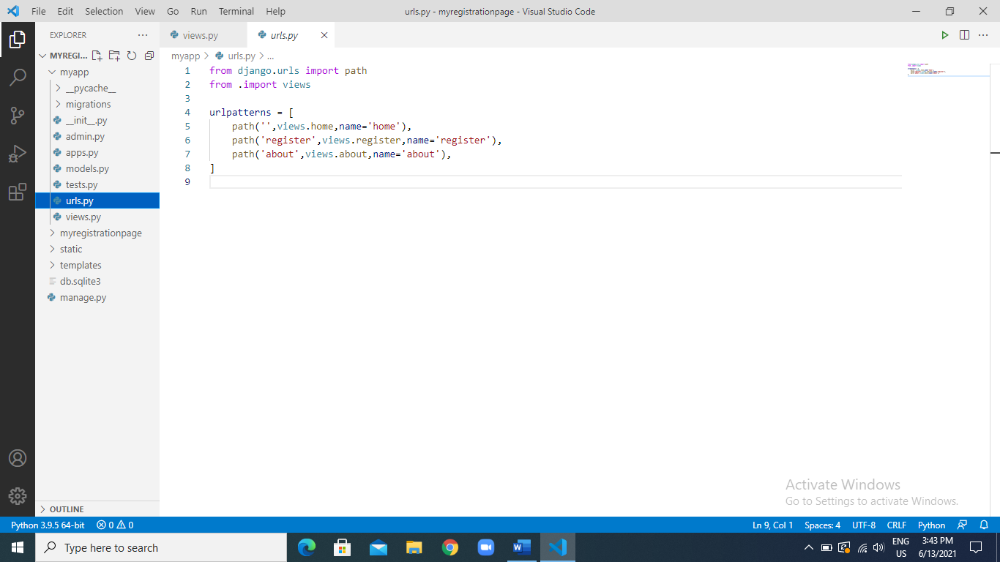 File Edit Selection View Go Run Terminal Help
urls.py - myregistrationpage - Visual Studio Code
EXPLORER
views.py
urls.py
MYREGI...
myapp > urls.py > ...
myapp
__pycache__
migrations
__init__.py
admin.py
apps.py
models.py
tests.py
urls.py
views.py
myregistrationpage
static
templates
db.sqlite3
manage.py
OUTLINE
1 from django.urls import path
2 from .import views
3
4 urlpatterns = [
5 path('',views.home,name='home'),
6 path('register',views.register,name='register'),
7 path('about',views.about,name='about'),
8 ]
9
Activate Windows
Go to Settings to activate Windows.
Python 3.9.5 64-bit 0 0
Ln 9, Col 1 Spaces: 4 UTF-8 CRLF Python
Type here to search
ENG
US
3:43 PM
6/13/2021